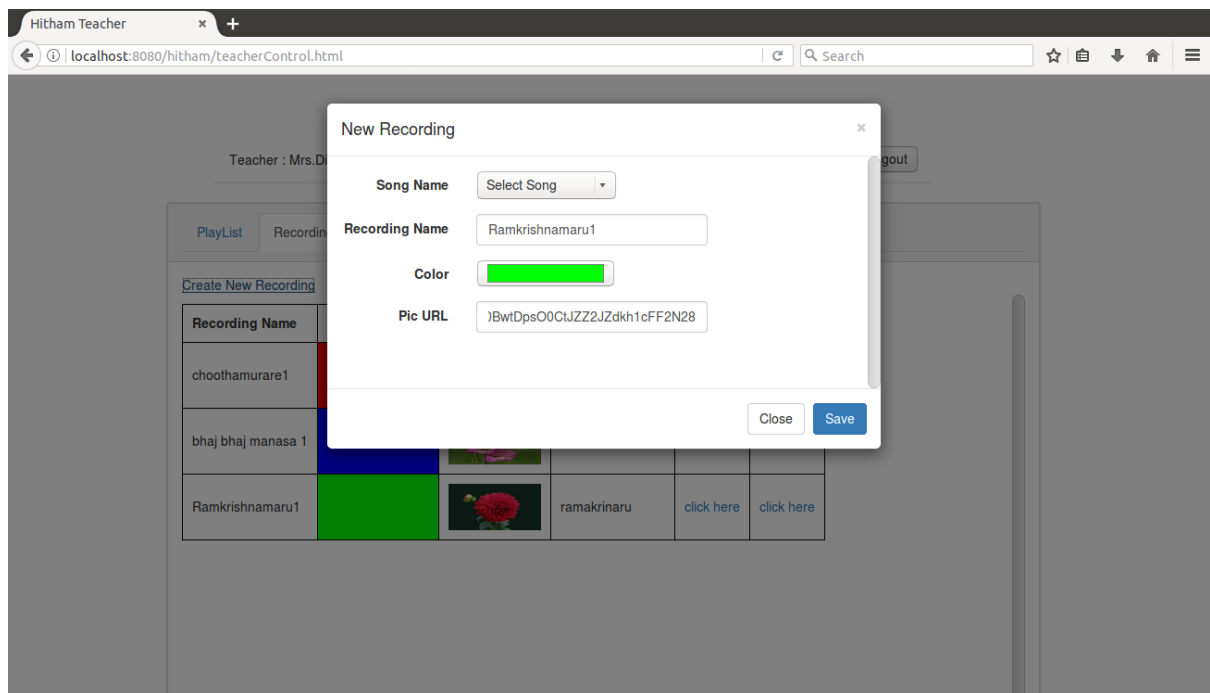 Hitham Teacher
localhost:8080/hitham/teacherControl.html
Search
New Recording
Teacher : Mrs.Di
gout
Song Name
Select Song
PlayList
Recordin
Recording Name
Ramkrishnamaru1
Color
Create New Recording
Pic URL
)BwtDpsO0CtJZZ2JZdkh1cFF2N28
Recording Name
choothamurare1
Close
Save
bhaj bhaj manasa 1
Ramkrishnamaru1
ramakrinaru
click here
click here